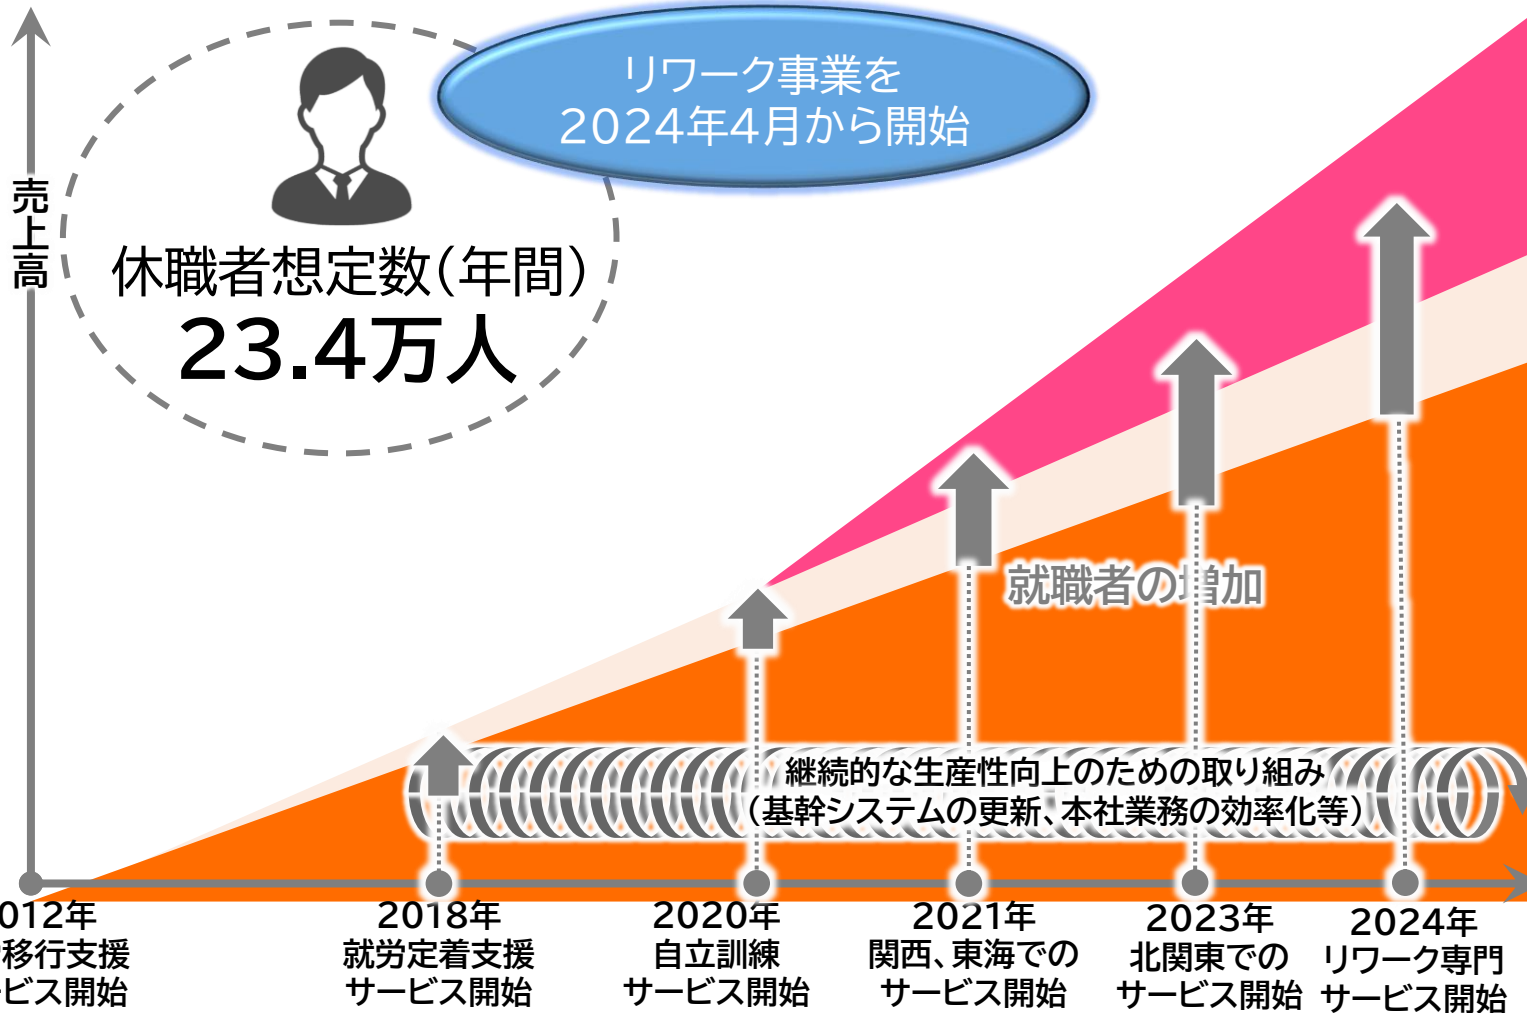 リワーク事業を
2024年4月から開始
売上高
休職者想定数(年間)
23.4万人
就職者の増加
継続的な生産性向上のための取り組み
(基幹システムの更新、本社業務の効率化等)
012年
移行支援
ービス開始
2018年
就労定着支援
サービス開始
2020年
自立訓練
サービス開始
2021年
関西、東海での
サービス開始
2023年
北関東での
サービス開始
2024年
リワーク専門
サービス開始